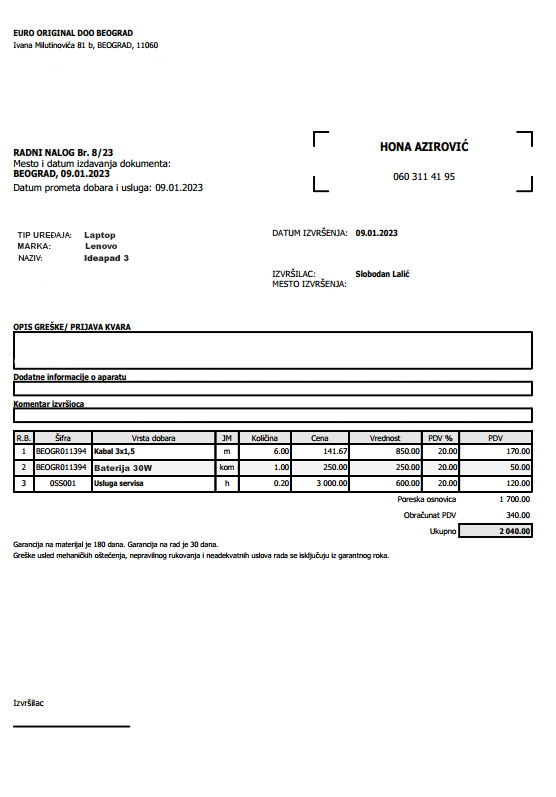 EURO ORIGINAL DOO BEOGRAD
Ivana Milutinovića 81 b, BEOGRAD, 11060
RADNI NALOG Br. 8/23
Mesto i datum izdavanja dokumenta:
BEOGRAD, 09.01.2023
Datum prometa dobara i usluga: 09.01.2023
HONA AZIROVIĆ
060 311 41 95
TIP UREĐAJA: Laptop
MARKA: Lenovo
NAZIV: Ideapad 3
DATUM IZVRŠENJA: 09.01.2023
IZVRŠILAC: Slobodan Lalić
MESTO IZVRŠENJA:
OPIS GREŠKE/ PRIJAVA KVARA
Dodatne informacije o aparatu
Komentar izvršioca
R.B. Šifra Vrsta dobara JM Količina Cena Vrednost PDV % PDV
1 BEOGR011394 Kabal 3x1,5 m 6.00 141.67 850.00 20.00 170.00
2 BEOGR011394 Baterija 30W kom 1.00 250.00 250.00 20.00 50.00
3 0SS001 Usluga servisa h 0.20 3 000.00 600.00 20.00 120.00
Poreska osnovica 1 700.00
Obračunat PDV 340.00
Ukupno 2 040.00
Garancija na materijal je 180 dana. Garancija na rad je 30 dana.
Greške usled mehaničkih oštećenja, nepravilnog rukovanja i neadekvatnih uslova rada se isključuju iz garantnog roka.
Izvršilac